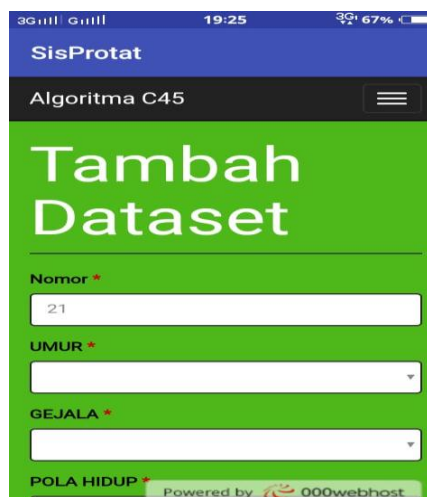 3G 19:25 3G 67%
SisProtat
Algoritma C45
Tambah
Dataset
Nomor *
21
UMUR *
GEJALA *
POLA HIDUP *
Powered by 000webhost